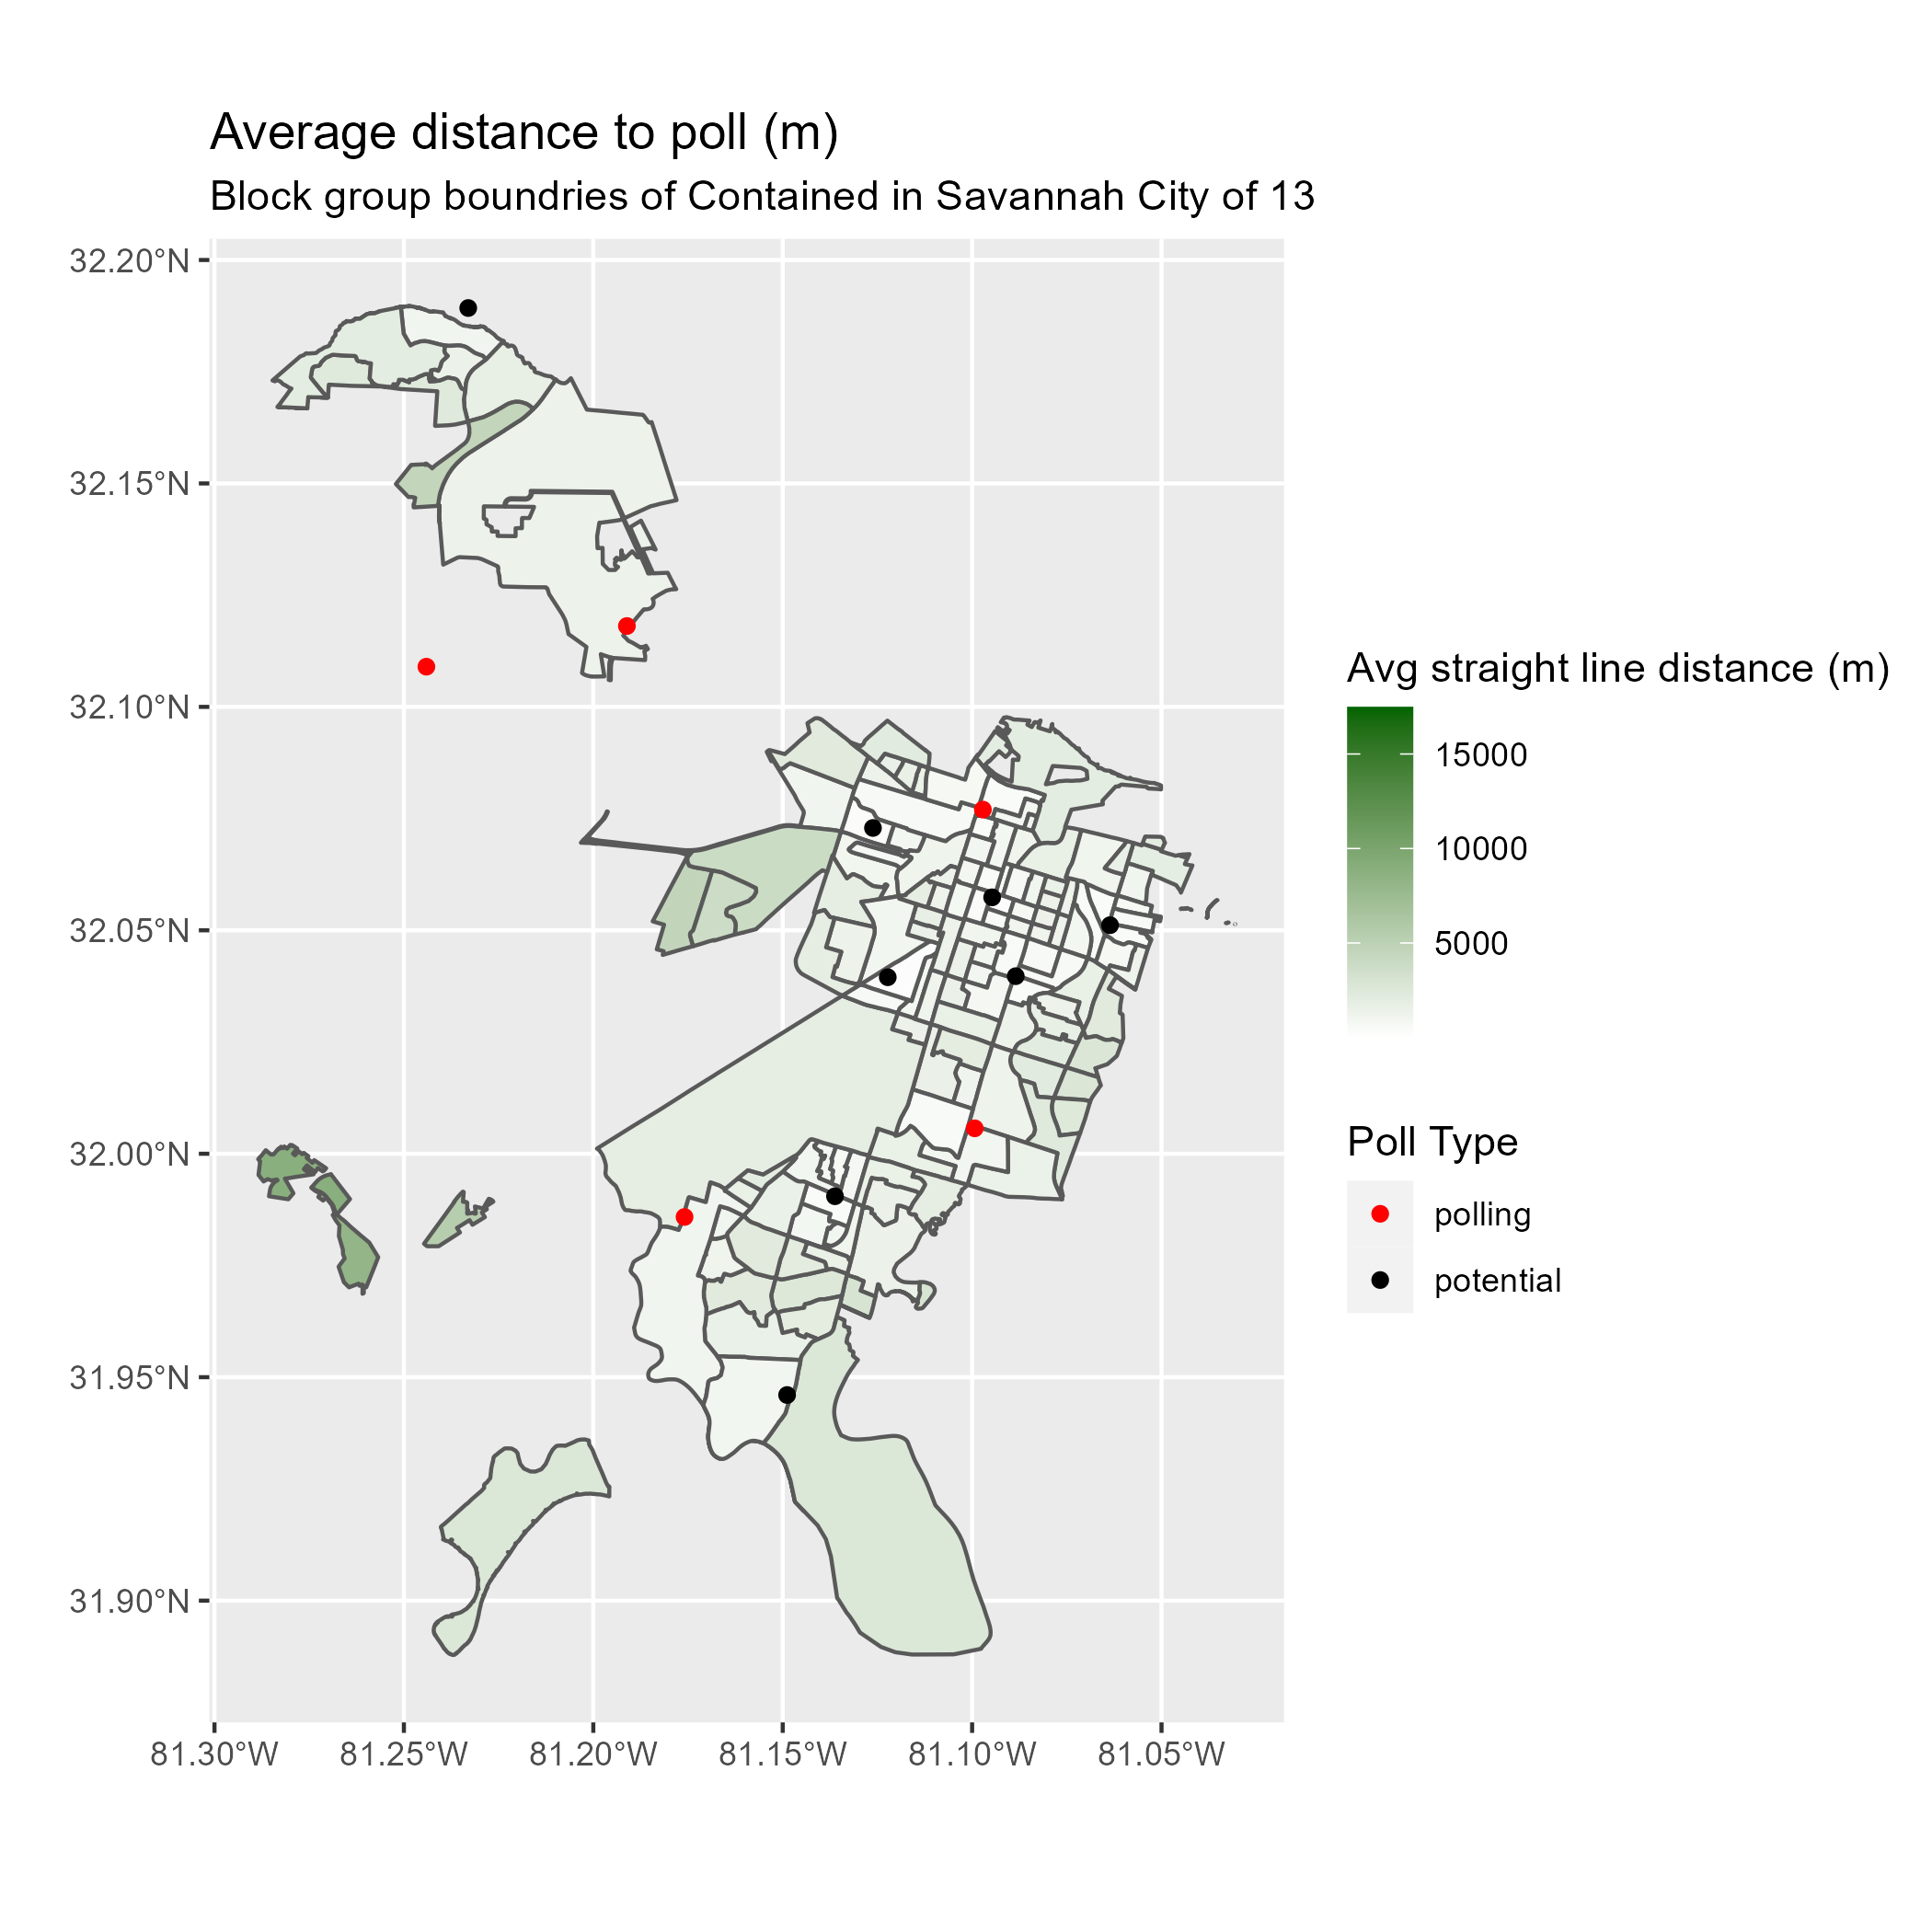 Average distance to poll (m)
Block group boundries of Contained in Savannah City of 13
32.20°N
32.15°N
32.10°N
32.05°N
32.00°N
31.95°N
31.90°N
81.30°W
81.25°W
81.20°W
81.15°W
81.10°W
81.05°W
Avg straight line distance (m)
15000
10000
5000
Poll Type
polling
potential